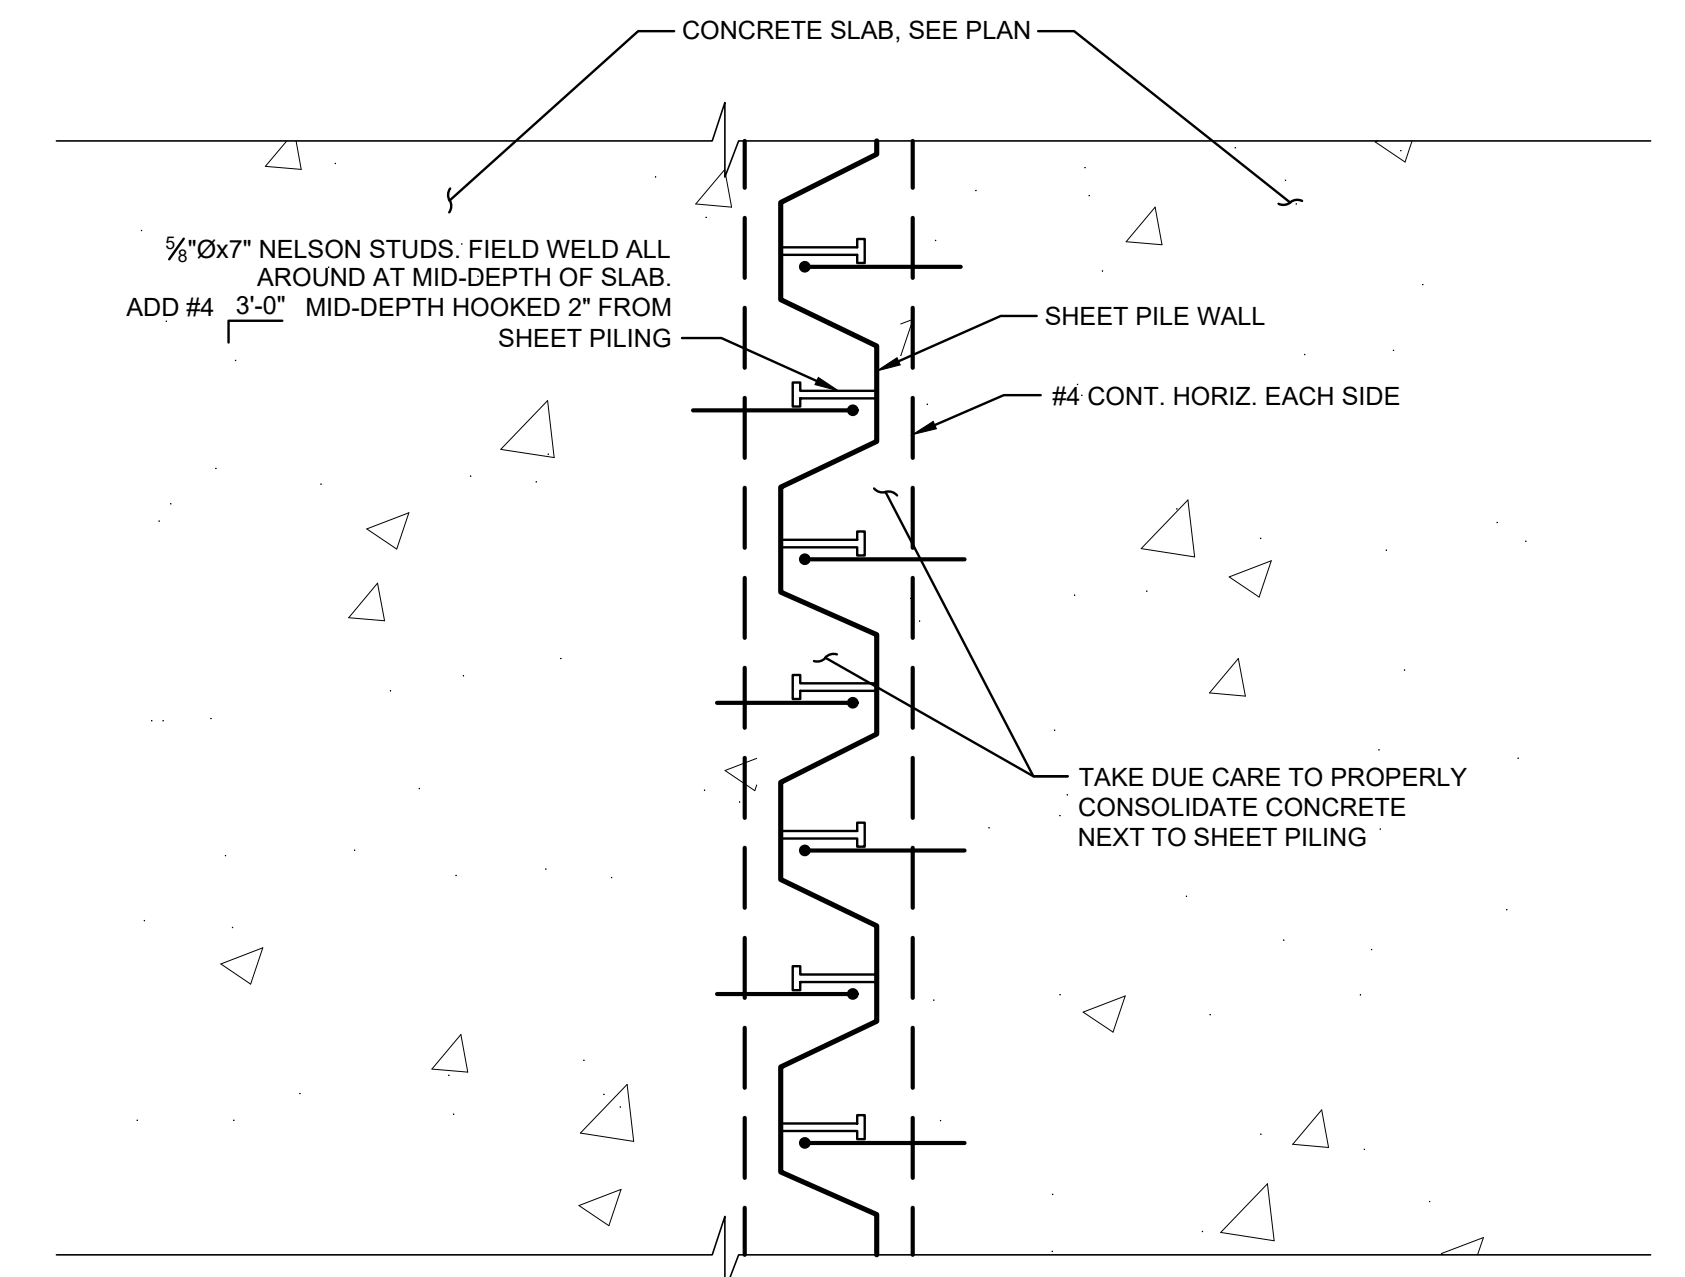 CONCRETE SLAB, SEE PLAN
⅝"Øx7" NELSON STUDS. FIELD WELD ALL
AROUND AT MID-DEPTH OF SLAB.
ADD #4 3'-0" MID-DEPTH HOOKED 2" FROM
SHEET PILING
SHEET PILE WALL
#4 CONT. HORIZ. EACH SIDE
TAKE DUE CARE TO PROPERLY
CONSOLIDATE CONCRETE
NEXT TO SHEET PILING